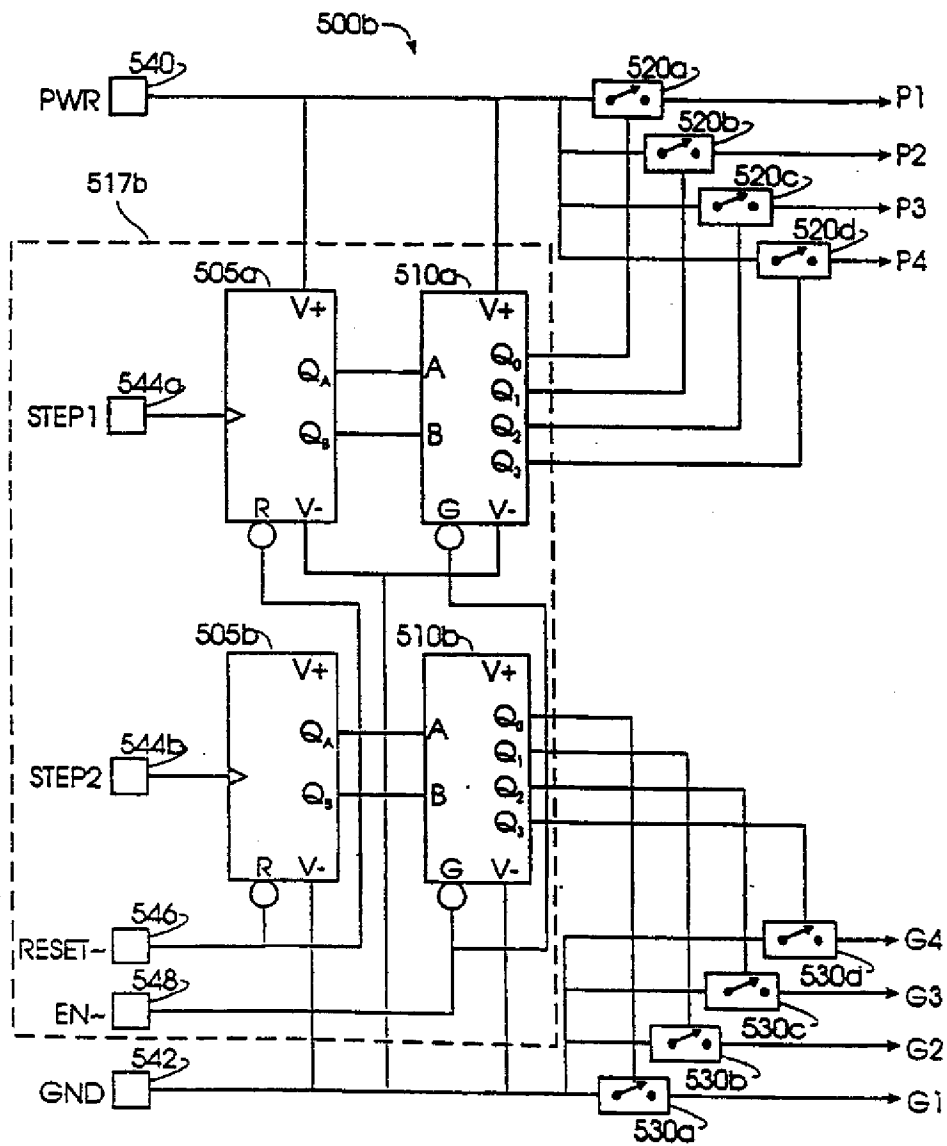 500b
540
PWR
520a
P1
520b
P2
517b
520c
P3
520d
P4
505a
510a
V+
V+
Q0
QA
A
544a
Q1
STEP1
Q2
QB
B
Q3
R
V-
G
V-
505b
510b
V+
V+
Q0
QA
A
544b
Q1
STEP2
Q2
QB
B
Q3
R
V-
G
V-
546
RESET~
G4
530d
548
G3
EN~
530c
542
G2
530b
GND
G1
530a